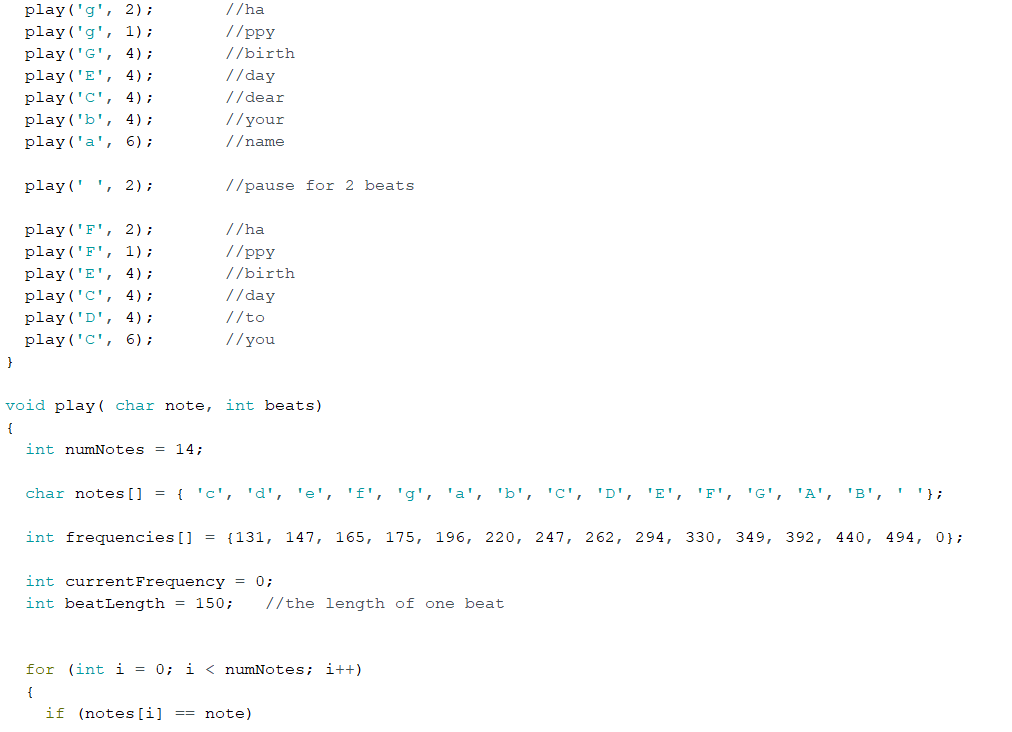 play('g', 2);        //ha
play('g', 1);        //ppy
play('G', 4);        //birth
play('E', 4);        //day
play('C', 4);        //dear
play('b', 4);        //your
play('a', 6);        //name
play(' ', 2);        //pause for 2 beats
play('F', 2);        //ha
play('F', 1);        //ppy
play('E', 4);        //birth
play('C', 4);        //day
play('D', 4);        //to
play('C', 6);        //you
}
void play( char note, int beats)
{
int numNotes = 14;
char notes[] = { 'c', 'd', 'e', 'f', 'g', 'a', 'b', 'C', 'D', 'E', 'F', 'G', 'A', 'B', ' '};
int frequencies[] = {131, 147, 165, 175, 196, 220, 247, 262, 294, 330, 349, 392, 440, 494, 0};
int currentFrequency = 0;
int beatLength = 150;   //the length of one beat
for (int i = 0; i < numNotes; i++)
{
if (notes[i] == note)